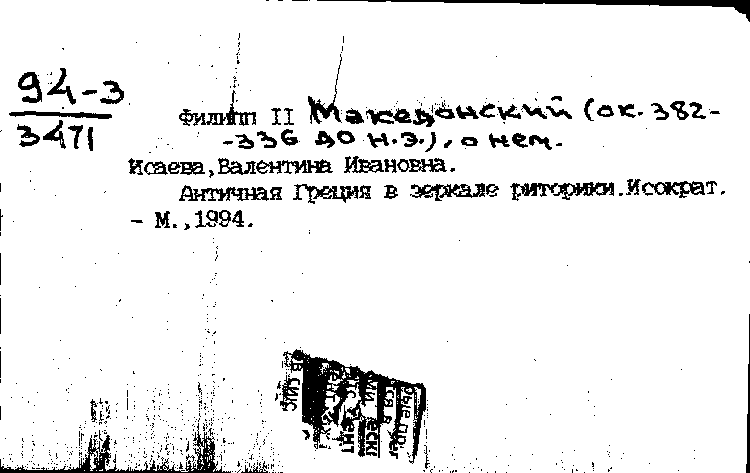 94-3
3471
Филипп II Македонский (ок. 382-
-336 до н.э.), о нем.
Исаева,Валентина Ивановна.
Античная Греция в зеркале риторики.Исократ.
- М.,1994.